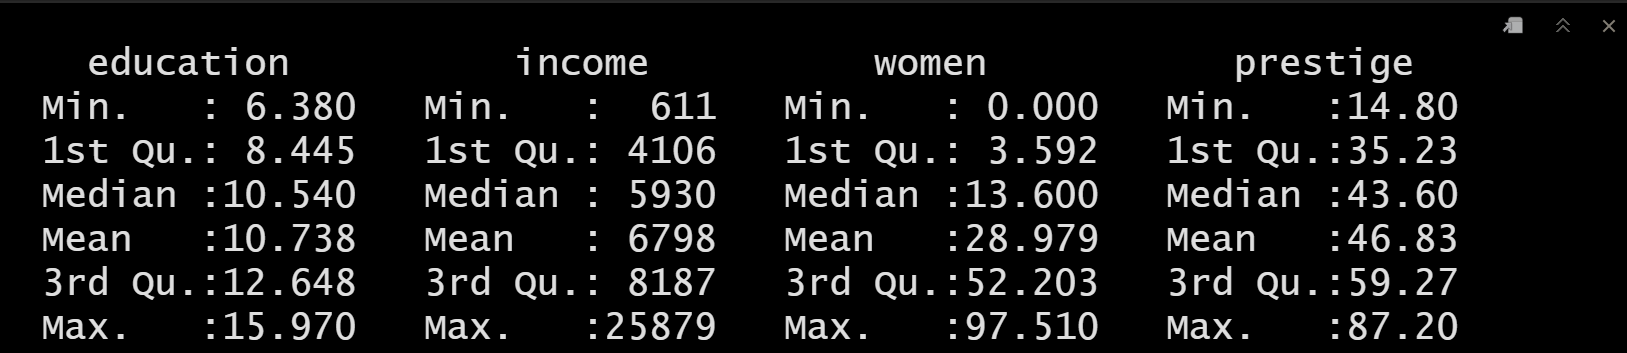 education income women prestige
Min. : 6.380 Min. : 611 Min. : 0.000 Min. :14.80
1st Qu.: 8.445 1st Qu.: 4106 1st Qu.: 3.592 1st Qu.:35.23
Median :10.540 Median : 5930 Median :13.600 Median :43.60
Mean :10.738 Mean : 6798 Mean :28.979 Mean :46.83
3rd Qu.:12.648 3rd Qu.: 8187 3rd Qu.:52.203 3rd Qu.:59.27
Max. :15.970 Max. :25879 Max. :97.510 Max. :87.20